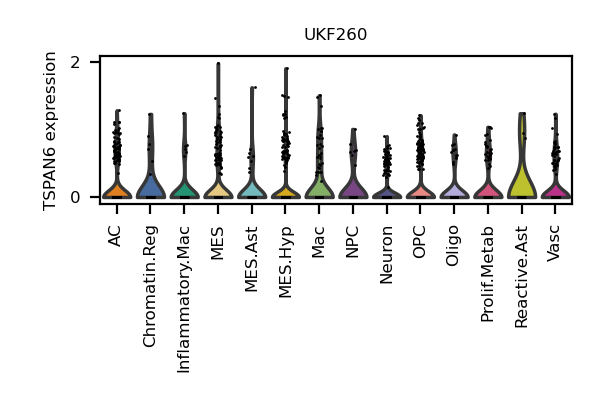 UKF260
TSPAN6 expression
2
0
AC
Chromatin.Reg
Inflammatory.Mac
MES
MES.Ast
MES.Hyp
Mac
NPC
Neuron
OPC
Oligo
Prolif.Metab
Reactive.Ast
Vasc